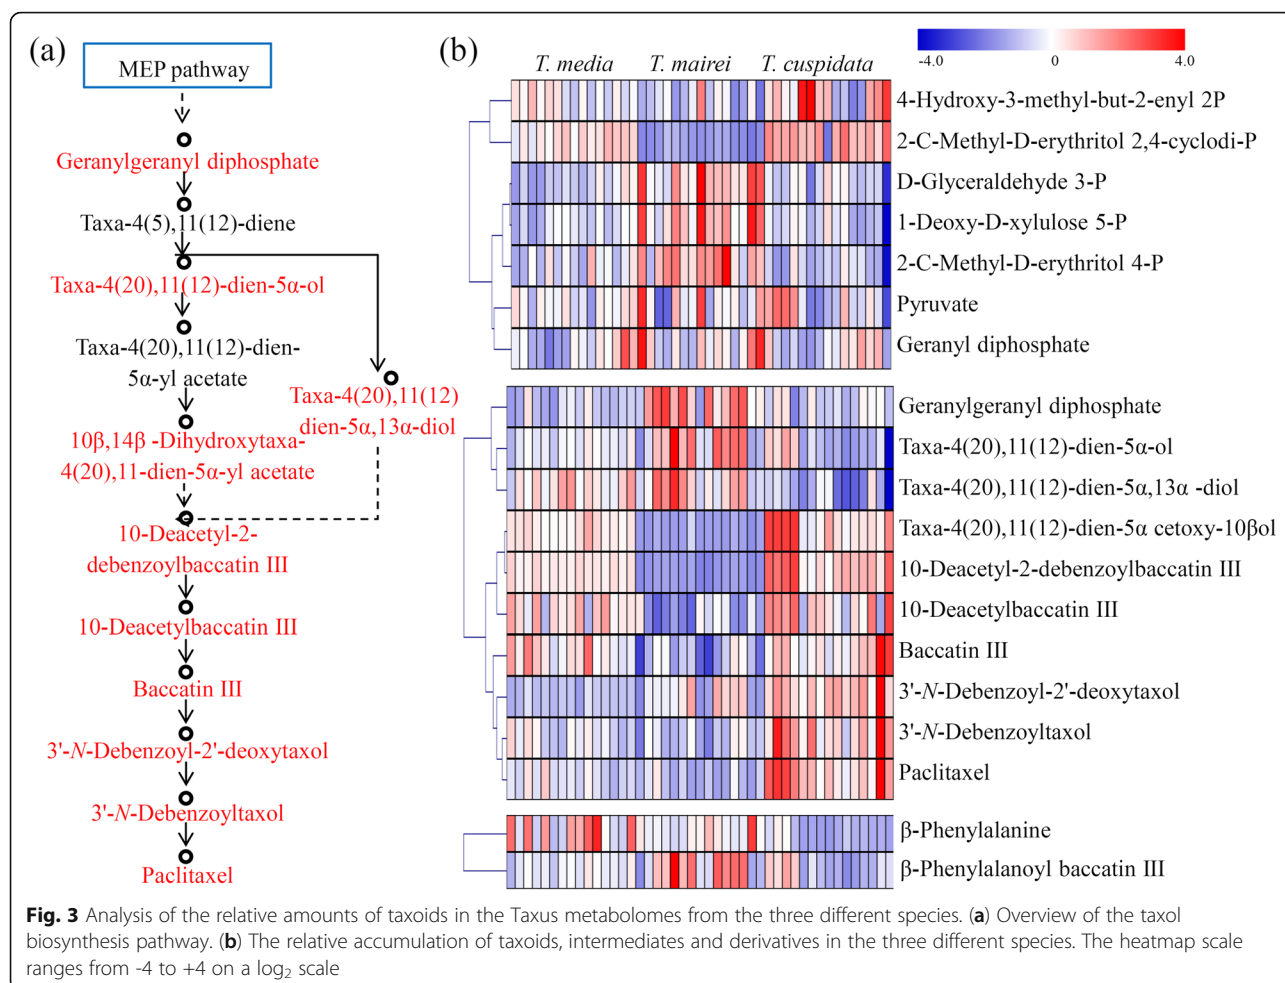 (a)
MEP pathway
Geranylgeranyl diphosphate
Taxa-4(5),11(12)-diene
Taxa-4(20),11(12)-dien-5α-ol
Taxa-4(20),11(12)-dien-
5α-yl acetate
Taxa-4(20),11(12)
dien-5α,13α-diol
10β,14β -Dihydroxytaxa-
4(20),11-dien-5α-yl acetate
10-Deacetyl-2-
debenzoylbaccatin III
10-Deacetylbaccatin III
Baccatin III
3'-N-Debenzoyl-2'-deoxytaxol
3'-N-Debenzoyltaxol
Paclitaxel
(b)
-4.0 0 4.0
T. media T. mairei T. cuspidata
4-Hydroxy-3-methyl-but-2-enyl 2P
2-C-Methyl-D-erythritol 2,4-cyclodi-P
D-Glyceraldehyde 3-P
1-Deoxy-D-xylulose 5-P
2-C-Methyl-D-erythritol 4-P
Pyruvate
Geranyl diphosphate
Geranylgeranyl diphosphate
Taxa-4(20),11(12)-dien-5α-ol
Taxa-4(20),11(12)-dien-5α,13α -diol
Taxa-4(20),11(12)-dien-5α cetoxy-10βol
10-Deacetyl-2-debenzoylbaccatin III
10-Deacetylbaccatin III
Baccatin III
3'-N-Debenzoyl-2'-deoxytaxol
3'-N-Debenzoyltaxol
Paclitaxel
β-Phenylalanine
β-Phenylalanoyl baccatin III
Fig. 3 Analysis of the relative amounts of taxoids in the Taxus metabolomes from the three different species. (a) Overview of the taxol
biosynthesis pathway. (b) The relative accumulation of taxoids, intermediates and derivatives in the three different species. The heatmap scale
ranges from -4 to +4 on a log₂ scale